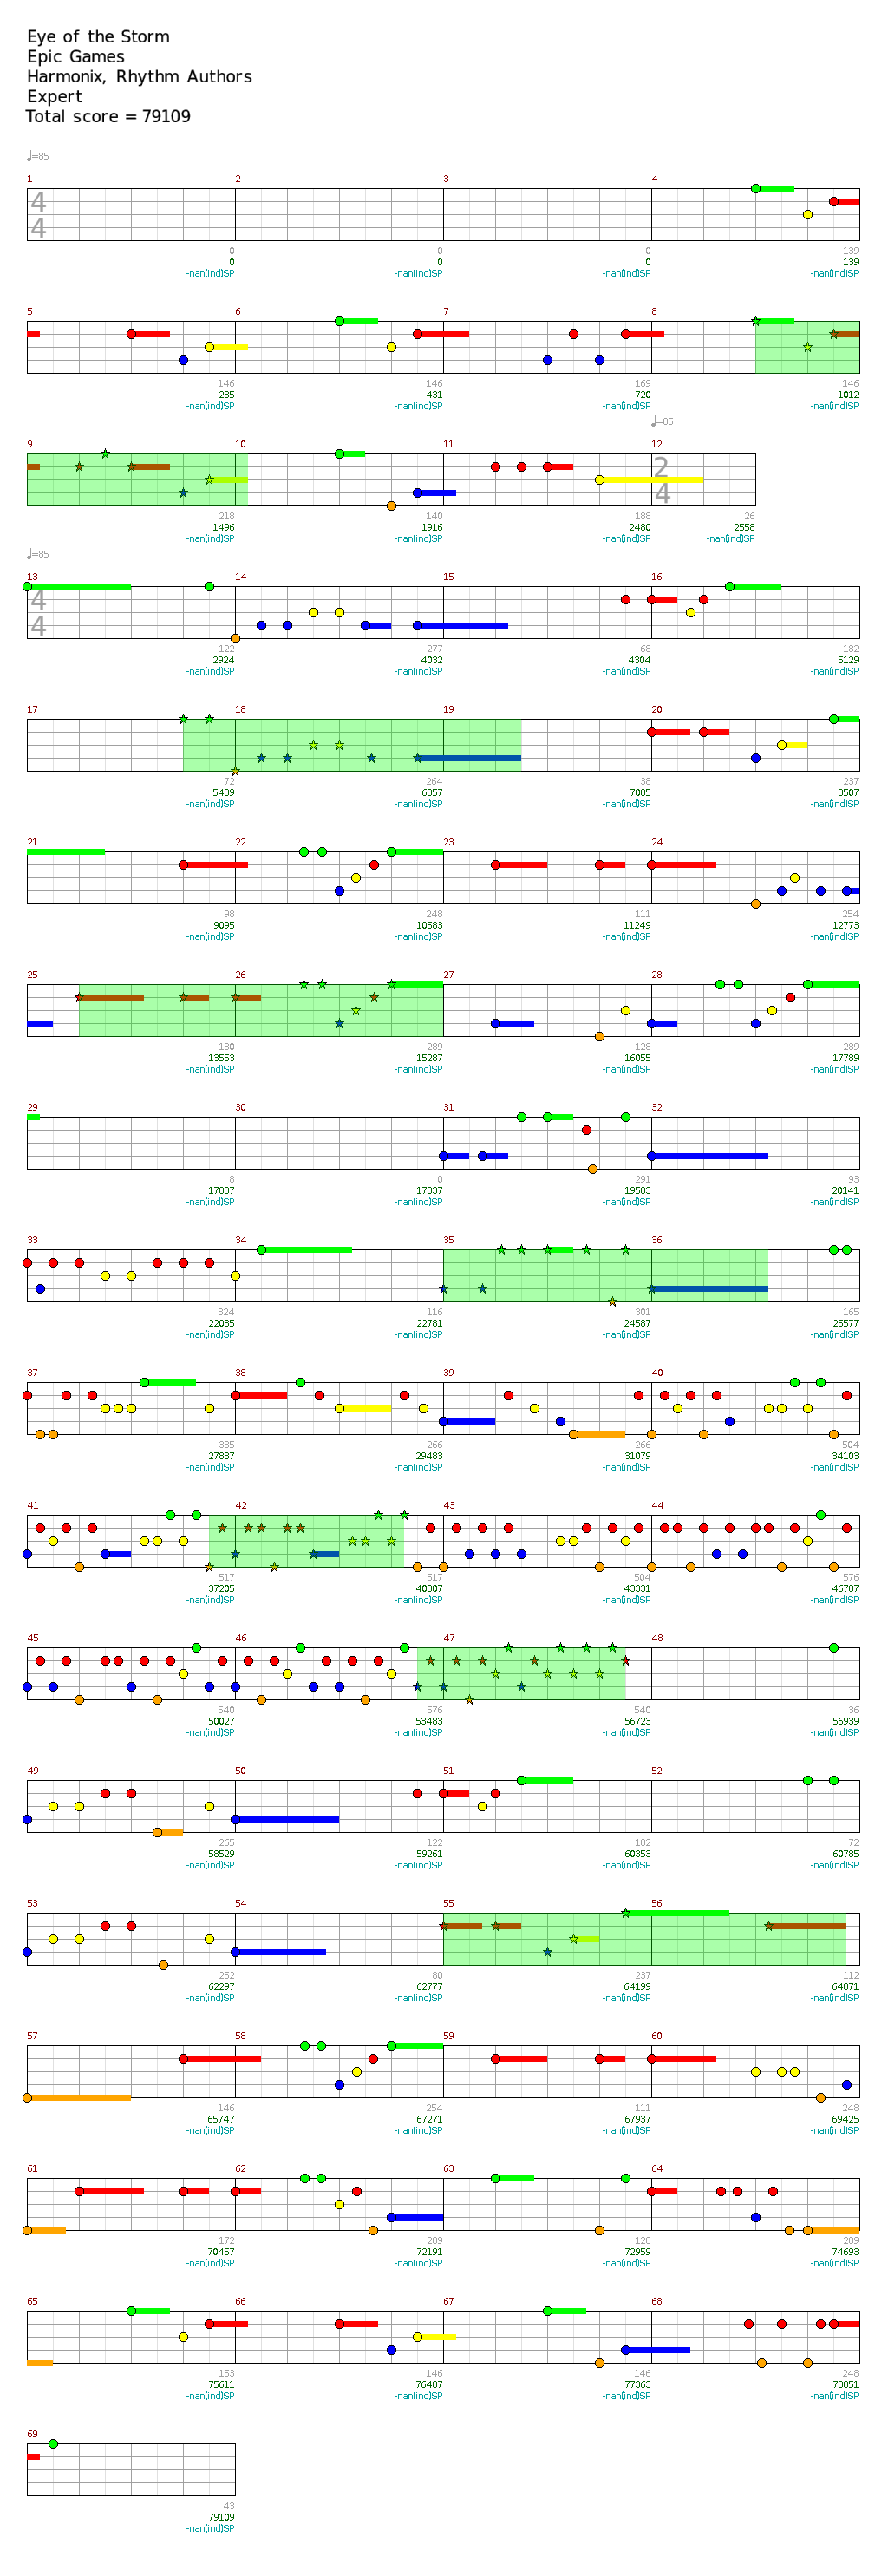 Eye of the Storm
Epic Games
Harmonix, Rhythm Authors
Expert
Total score = 79109
♩=85
1 2 3 4
4
4
0 0 0 139
0 0 0 139
-nan(ind)SP -nan(ind)SP -nan(ind)SP -nan(ind)SP
5 6 7 8
146 146 169 146
285 431 720 1012
-nan(ind)SP -nan(ind)SP -nan(ind)SP -nan(ind)SP
♩=85
9 10 11 12
2
4
218 140 188 26
1496 1916 2480 2558
-nan(ind)SP -nan(ind)SP -nan(ind)SP -nan(ind)SP
♩=85
13 14 15 16
4
4
122 277 68 182
2924 4032 4304 5129
-nan(ind)SP -nan(ind)SP -nan(ind)SP -nan(ind)SP
17 18 19 20
72 264 38 237
5489 6857 7085 8507
-nan(ind)SP -nan(ind)SP -nan(ind)SP -nan(ind)SP
21 22 23 24
98 248 111 254
9095 10583 11249 12773
-nan(ind)SP -nan(ind)SP -nan(ind)SP -nan(ind)SP
25 26 27 28
130 289 128 289
13553 15287 16055 17789
-nan(ind)SP -nan(ind)SP -nan(ind)SP -nan(ind)SP
29 30 31 32
8 0 291 93
17837 17837 19583 20141
-nan(ind)SP -nan(ind)SP -nan(ind)SP -nan(ind)SP
33 34 35 36
324 116 301 165
22085 22781 24587 25577
-nan(ind)SP -nan(ind)SP -nan(ind)SP -nan(ind)SP
37 38 39 40
385 266 266 504
27887 29483 31079 34103
-nan(ind)SP -nan(ind)SP -nan(ind)SP -nan(ind)SP
41 42 43 44
517 517 504 576
37205 40307 43331 46787
-nan(ind)SP -nan(ind)SP -nan(ind)SP -nan(ind)SP
45 46 47 48
540 576 540 36
50027 53483 56723 56939
-nan(ind)SP -nan(ind)SP -nan(ind)SP -nan(ind)SP
49 50 51 52
265 122 182 72
58529 59261 60353 60785
-nan(ind)SP -nan(ind)SP -nan(ind)SP -nan(ind)SP
53 54 55 56
252 80 237 112
62297 62777 64199 64871
-nan(ind)SP -nan(ind)SP -nan(ind)SP -nan(ind)SP
57 58 59 60
146 254 111 248
65747 67271 67937 69425
-nan(ind)SP -nan(ind)SP -nan(ind)SP -nan(ind)SP
61 62 63 64
172 289 128 289
70457 72191 72959 74693
-nan(ind)SP -nan(ind)SP -nan(ind)SP -nan(ind)SP
65 66 67 68
153 146 146 248
75611 76487 77363 78851
-nan(ind)SP -nan(ind)SP -nan(ind)SP -nan(ind)SP
69
43
79109
-nan(ind)SP